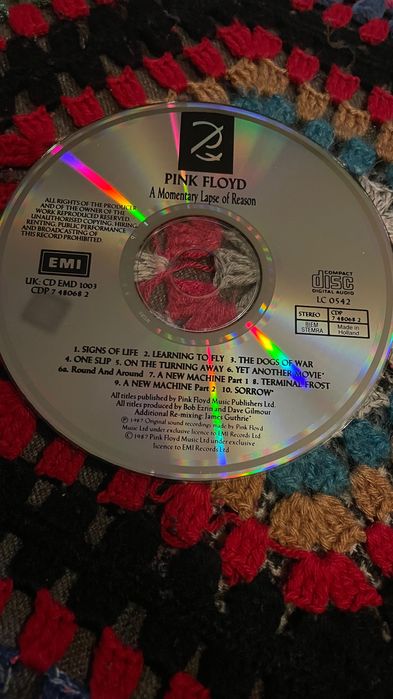 PINK FLOYD
A Momentary Lapse of Reason
ALL RIGHTS OF THE PRODUCER
AND OF THE OWNER OF THE
WORK REPRODUCED RESERVED.
UNAUTHORISED COPYING, HIRING,
RENTING, PUBLIC PERFORMANCE
AND BROADCASTING OF
THIS RECORD PROHIBITED.
EMI
UK: CD EMD 1003
CDP 7 48068 2
COMPACT
disc
DIGITAL AUDIO
LC 0542
STEREO
CDP
7 48068 2
BIEM
STEMRA
Made in
Holland
1. SIGNS OF LIFE 2. LEARNING TO FLY 3. THE DOGS OF WAR
4. ONE SLIP 5. ON THE TURNING AWAY 6. YET ANOTHER MOVIE*
6a. Round And Around 7. A NEW MACHINE Part 1 8. TERMINAL FROST
9. A NEW MACHINE Part 2 10. SORROW*
All titles published by Pink Floyd Music Publishers Ltd.
All titles produced by Bob Ezrin and Dave Gilmour
Additional Re-mixing: James Guthrie*
℗ 1987 Original sound recordings made by Pink Floyd
Music Ltd under exclusive licence to EMI Records Ltd
© 1987 Pink Floyd Music Ltd under exclusive
licence to EMI Records Ltd